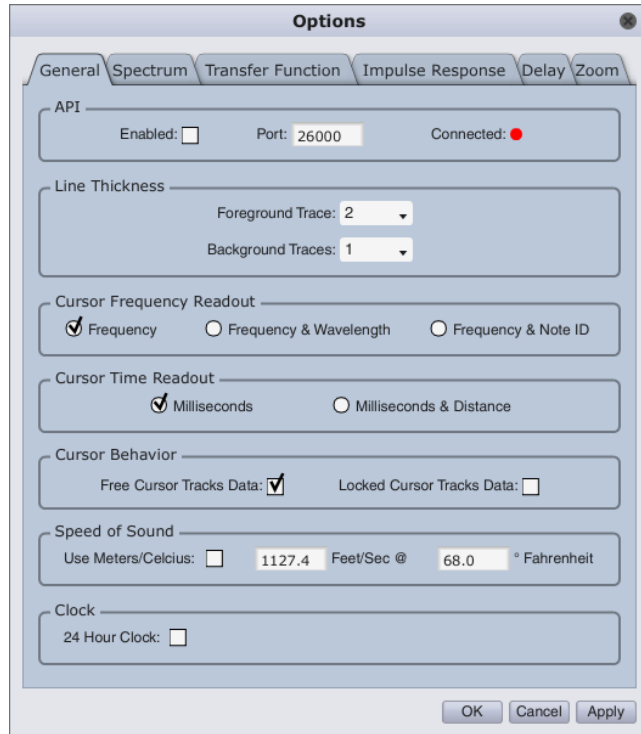 Options
General Spectrum Transfer Function Impulse Response Delay Zoom
API
Enabled: Port: 26000 Connected:
Line Thickness
Foreground Trace: 2
Background Traces: 1
Cursor Frequency Readout
Frequency Frequency & Wavelength Frequency & Note ID
Cursor Time Readout
Milliseconds Milliseconds & Distance
Cursor Behavior
Free Cursor Tracks Data: Locked Cursor Tracks Data:
Speed of Sound
Use Meters/Celcius: 1127.4 Feet/Sec @ 68.0 ° Fahrenheit
Clock
24 Hour Clock:
OK Cancel Apply